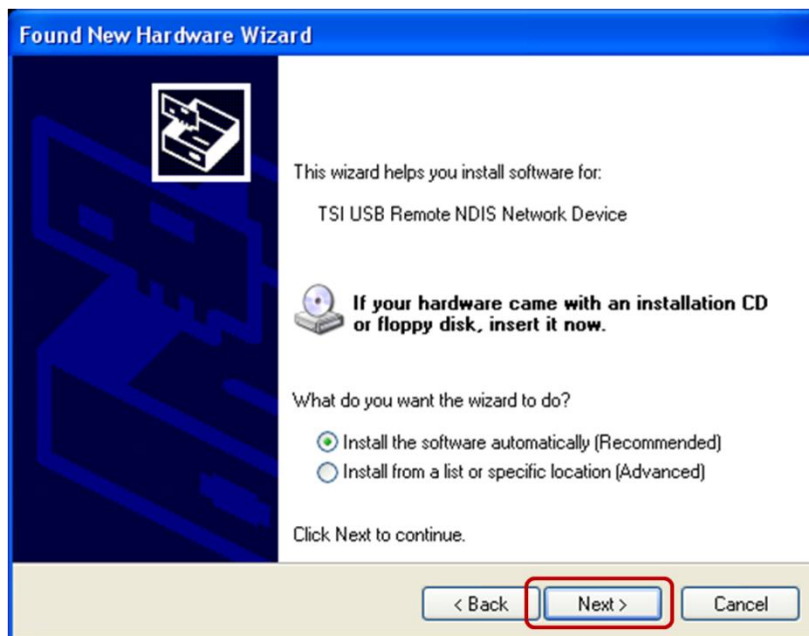 Found New Hardware Wizard
This wizard helps you install software for:
TSI USB Remote NDIS Network Device
If your hardware came with an installation CD
or floppy disk, insert it now.
What do you want the wizard to do?
Install the software automatically (Recommended)
Install from a list or specific location (Advanced)
Click Next to continue.
< Back Next > Cancel